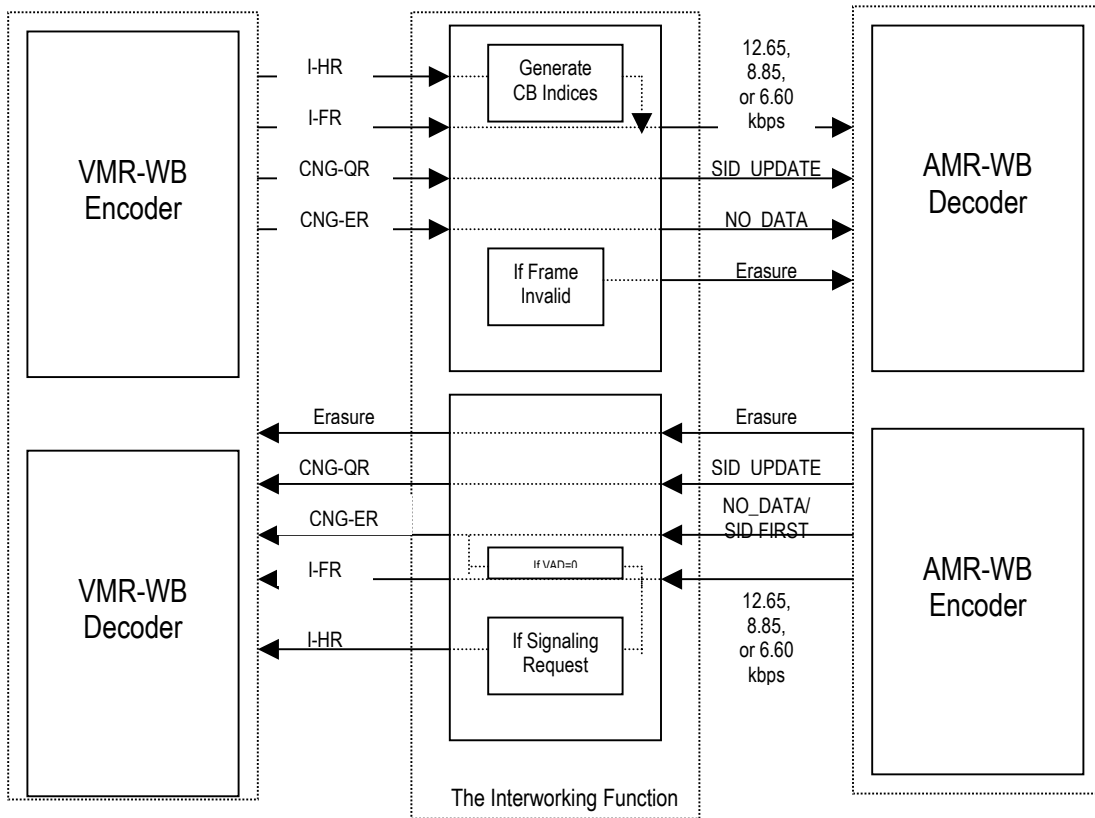 VMR-WB
Encoder
I-HR
I-FR
CNG-QR
CNG-ER
Generate
CB Indices
If Frame
Invalid
12.65,
8.85,
or 6.60
kbps
SID_UPDATE
NO_DATA
Erasure
AMR-WB
Decoder
VMR-WB
Decoder
Erasure
CNG-QR
CNG-ER
I-FR
I-HR
If VAD=0
If Signaling
Request
Erasure
SID_UPDATE
NO_DATA/
SID FIRST
12.65,
8.85,
or 6.60
kbps
AMR-WB
Encoder
The Interworking Function